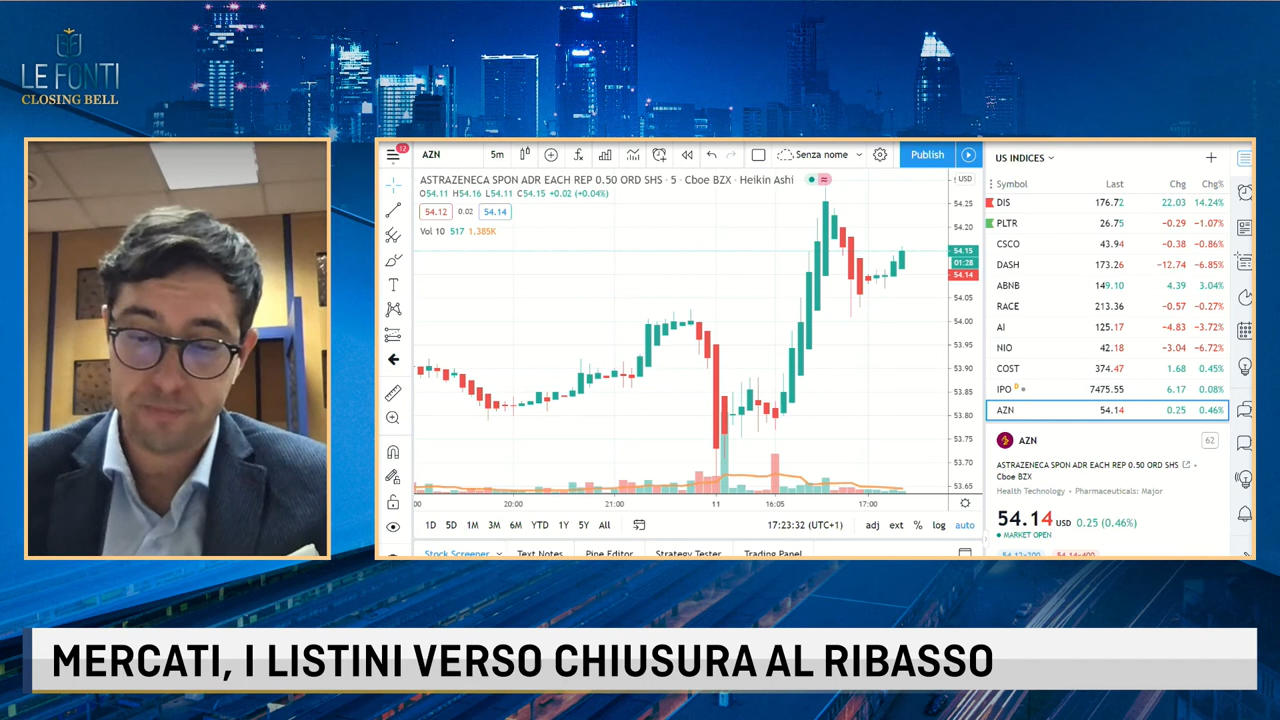 LE FONTI
CLOSING BELL
12
AZN
5m
Senza nome
Publish
ASTRAZENECA SPON ADR EACH REP 0.50 ORD SHS · 5 · Cboe BZX · Heikin Ashi
O54.11 H54.16 L54.11 C54.15 +0.02 (+0.04%)
54.12 0.02 54.14
Vol 10 517 1.385K
USD
54.25
54.20
54.15
01:28
54.14
54.05
54.00
53.95
53.90
53.85
53.80
53.75
53.70
53.65
:00 20:00 21:00 11 16:05 17:00
1D 5D 1M 3M 6M YTD 1Y 5Y All
17:23:32 (UTC+1) adj ext % log auto
Stock Screener Text Notes Pine Editor Strategy Tester Trading Panel
US INDICES
Symbol Last Chg Chg%
DIS 176.72 22.03 14.24%
PLTR 26.75 −0.29 −1.07%
CSCO 43.94 −0.38 −0.86%
DASH 173.26 −12.74 −6.85%
ABNB 149.10 4.39 3.04%
RACE 213.36 −0.57 −0.27%
AI 125.17 −4.83 −3.72%
NIO 42.18 −3.04 −6.72%
COST 374.47 1.68 0.45%
IPO D 7475.55 6.17 0.08%
AZN 54.14 0.25 0.46%
AZN 62
ASTRAZENECA SPON ADR EACH REP 0.50 ORD SHS •
Cboe BZX
Health Technology • Pharmaceuticals: Major
54.14 USD 0.25 (0.46%)
MARKET OPEN
54.12×200 54.14×400
MERCATI, I LISTINI VERSO CHIUSURA AL RIBASSO